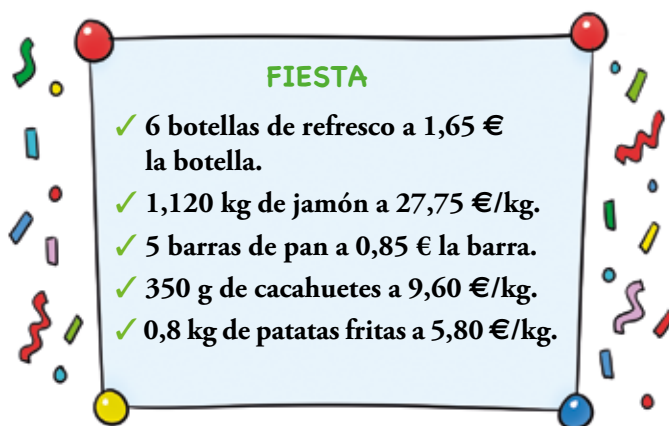 FIESTA
✓ 6 botellas de refresco a 1,65 €
la botella.
✓ 1,120 kg de jamón a 27,75 €/kg.
✓ 5 barras de pan a 0,85 € la barra.
✓ 350 g de cacahuetes a 9,60 €/kg.
✓ 0,8 kg de patatas fritas a 5,80 €/kg.